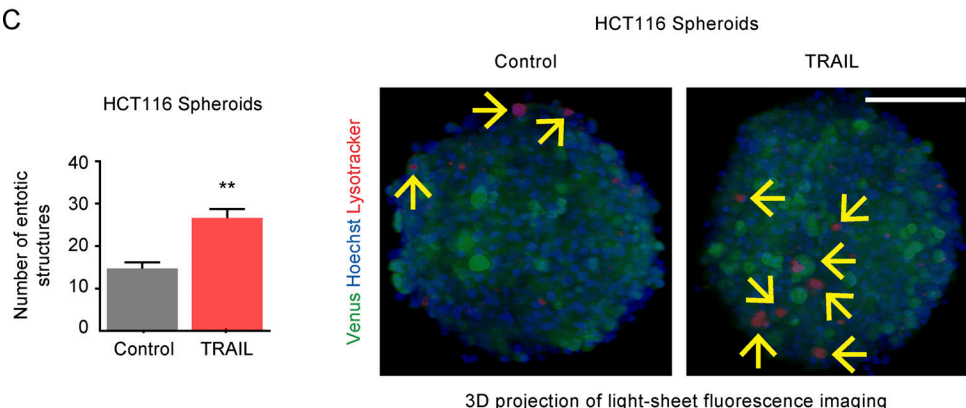 C
HCT116 Spheroids
Number of entotic
structures
40
30
20
10
0
**
Control
TRAIL
HCT116 Spheroids
Control
TRAIL
Venus Hoechst Lysotracker
3D projection of light-sheet fluorescence imaging